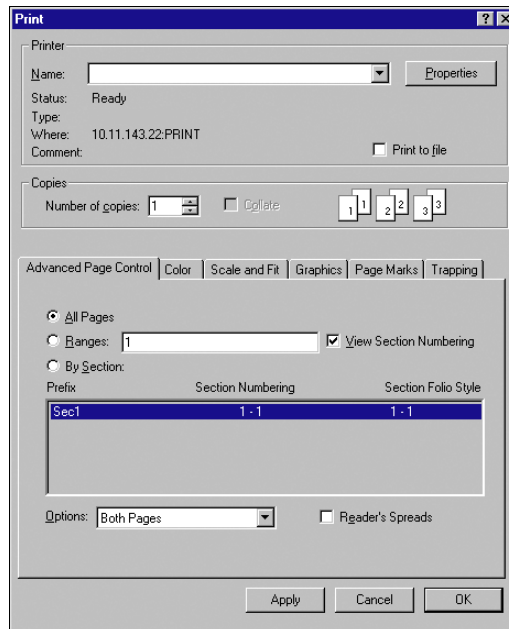 Print
Printer
Name:
Properties
Status: Ready
Type:
Where: 10.11.143.22:PRINT
Comment:
Print to file
Copies
Number of copies: 1
Collate
1 1 2 2 3 3
Advanced Page Control Color Scale and Fit Graphics Page Marks Trapping
All Pages
Ranges: 1
View Section Numbering
By Section:
Prefix Section Numbering Section Folio Style
Sec1 1 - 1 1 - 1
Options: Both Pages
Reader's Spreads
Apply Cancel OK